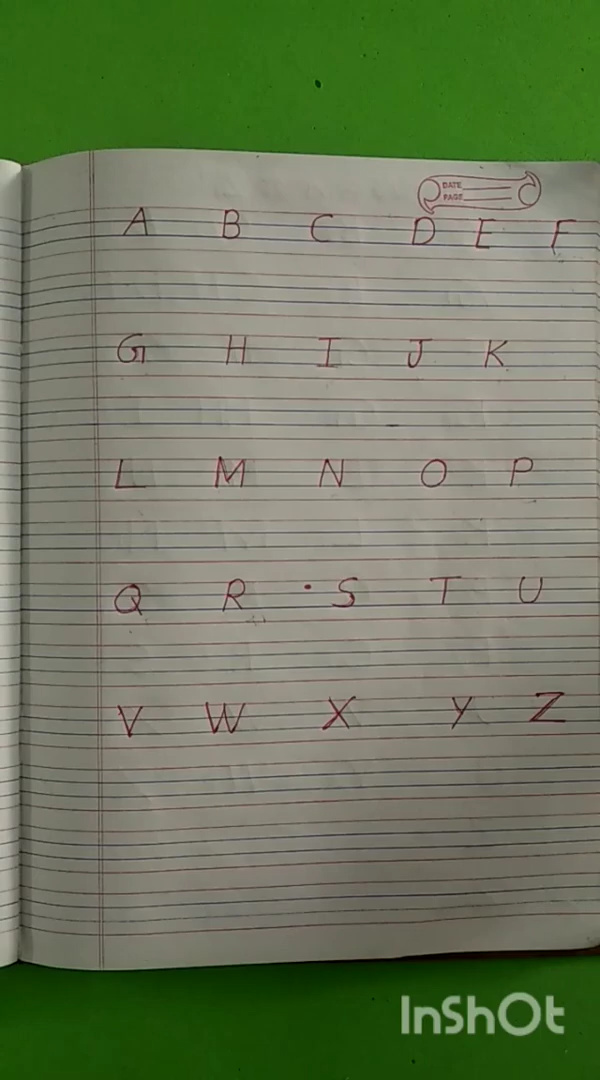 DATE
PAGE
A B C D E F
G H I J K
L M N O P
Q R S T U
V W X Y Z
InShOt